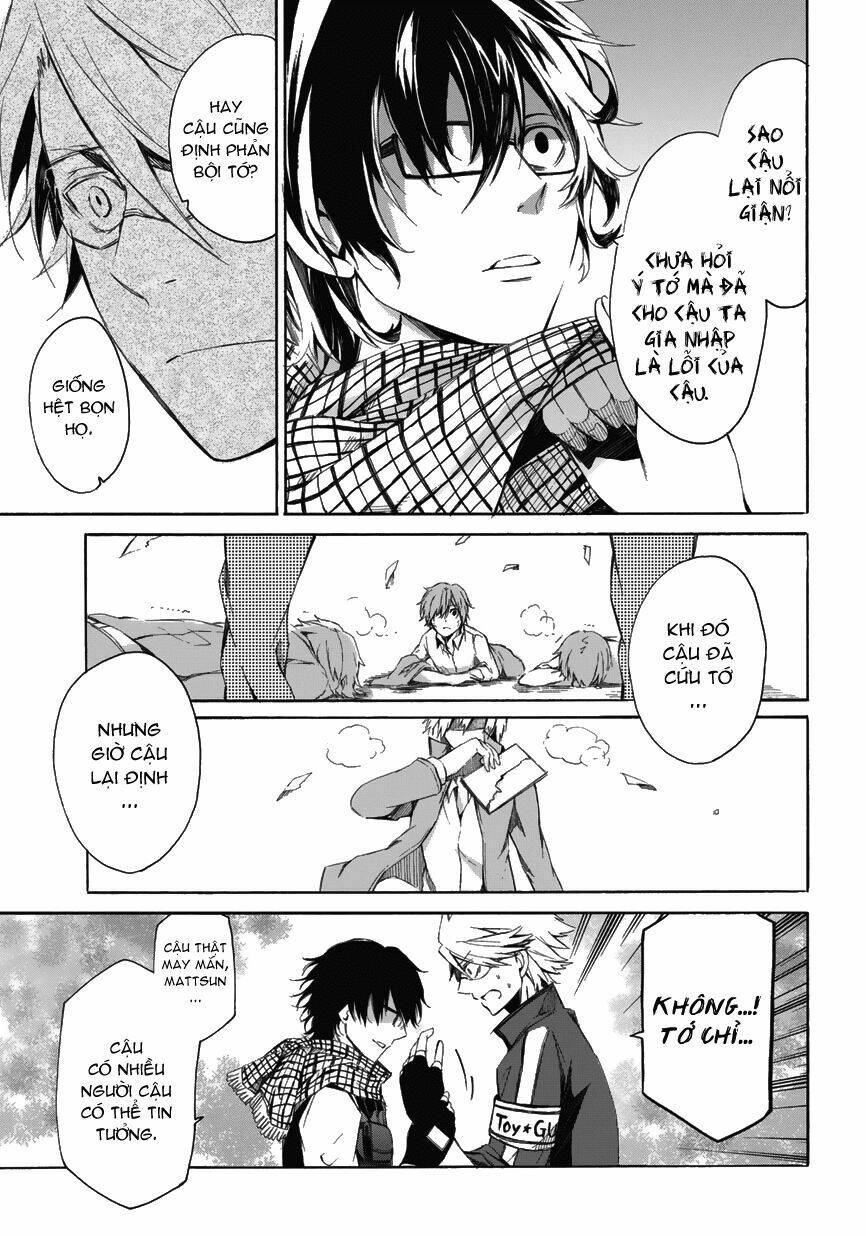 SAO
CẬU
LẠI NỔI
GIẬN?
CHƯA HỎI
Ý TỚ MÀ ĐÃ
CHO CẬU TA
GIA NHẬP
LÀ LỖI CỦA
CẬU.
HAY
CẬU CŨNG
ĐỊNH PHẢN
BỘI TỚ?
GIỐNG
HỆT BỌN
HỌ.
KHI ĐÓ
CẬU ĐÃ
CỨU TỚ
...
NHƯNG
GIỜ CẬU
LẠI ĐỊNH
...
KHÔNG...!
TỚ CHỈ...
CẬU THẬT
MAY MẮN,
MATTSUN
...
CẬU
CÓ NHIỀU
NGƯỜI CẬU
CÓ THỂ TIN
TƯỞNG.
TOY★G